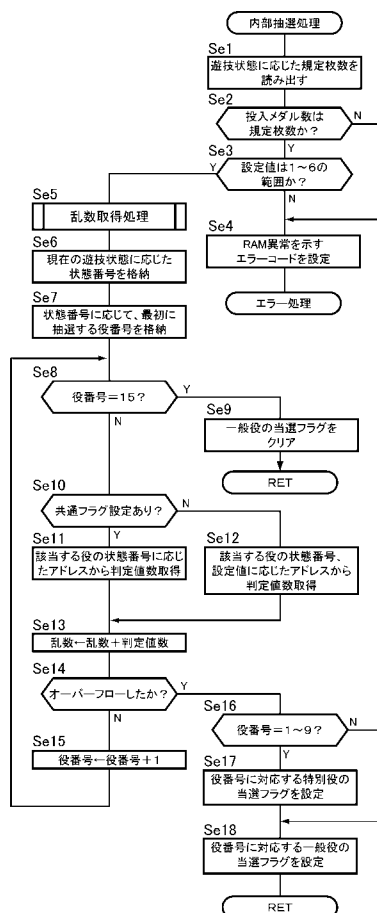 内部抽選処理
Se1
遊技状態に応じた規定枚数を
読み出す
Se2
投入メダル数は
規定枚数か？
N
Y
Se3
設定値は1～6の
範囲か？
Y
N
Se4
RAM異常を示す
エラーコードを設定
エラー処理
Se5
乱数取得処理
Se6
現在の遊技状態に応じた
状態番号を格納
Se7
状態番号に応じて、最初に
抽選する役番号を格納
Se8
役番号＝15？
Y
N
Se9
一般役の当選フラグを
クリア
RET
Se10
共通フラグ設定あり？
N
Y
Se11
該当する役の状態番号に応じ
たアドレスから判定値数取得
Se12
該当する役の状態番号、
設定値に応じたアドレスから
判定値数取得
Se13
乱数←乱数＋判定値数
Se14
オーバーフローしたか？
Y
N
Se15
役番号←役番号＋1
Se16
役番号＝1～9？
N
Y
Se17
役番号に対応する特別役の
当選フラグを設定
Se18
役番号に対応する一般役の
当選フラグを設定
RET